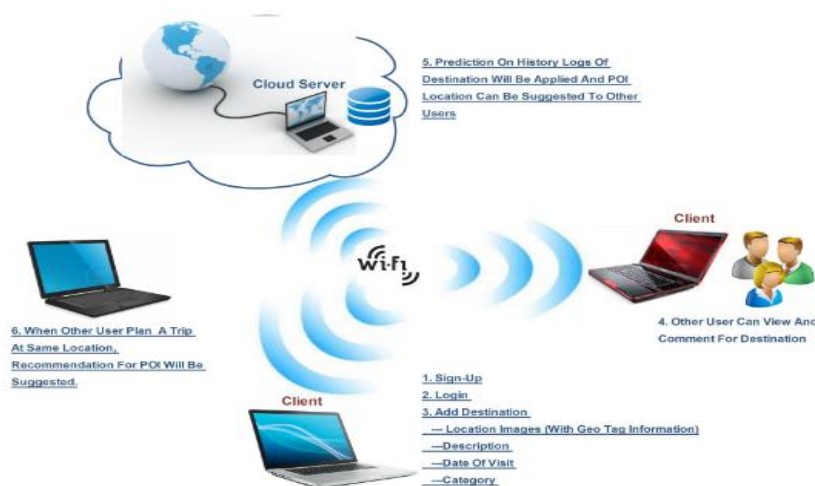 Cloud Server
5. Prediction On History Logs Of
Destination Will Be Applied And POI
Location Can Be Suggested To Other
Users
Client
wi-fi
6. When Other User Plan A Trip
At Same Location,
Recommendation For POI Will Be
Suggested.
4. Other User Can View And
Comment For Destination
Client
1. Sign-Up
2. Login
3. Add Destination
--- Location Images (With Geo Tag Information)
---Description
---Date Of Visit
---Category